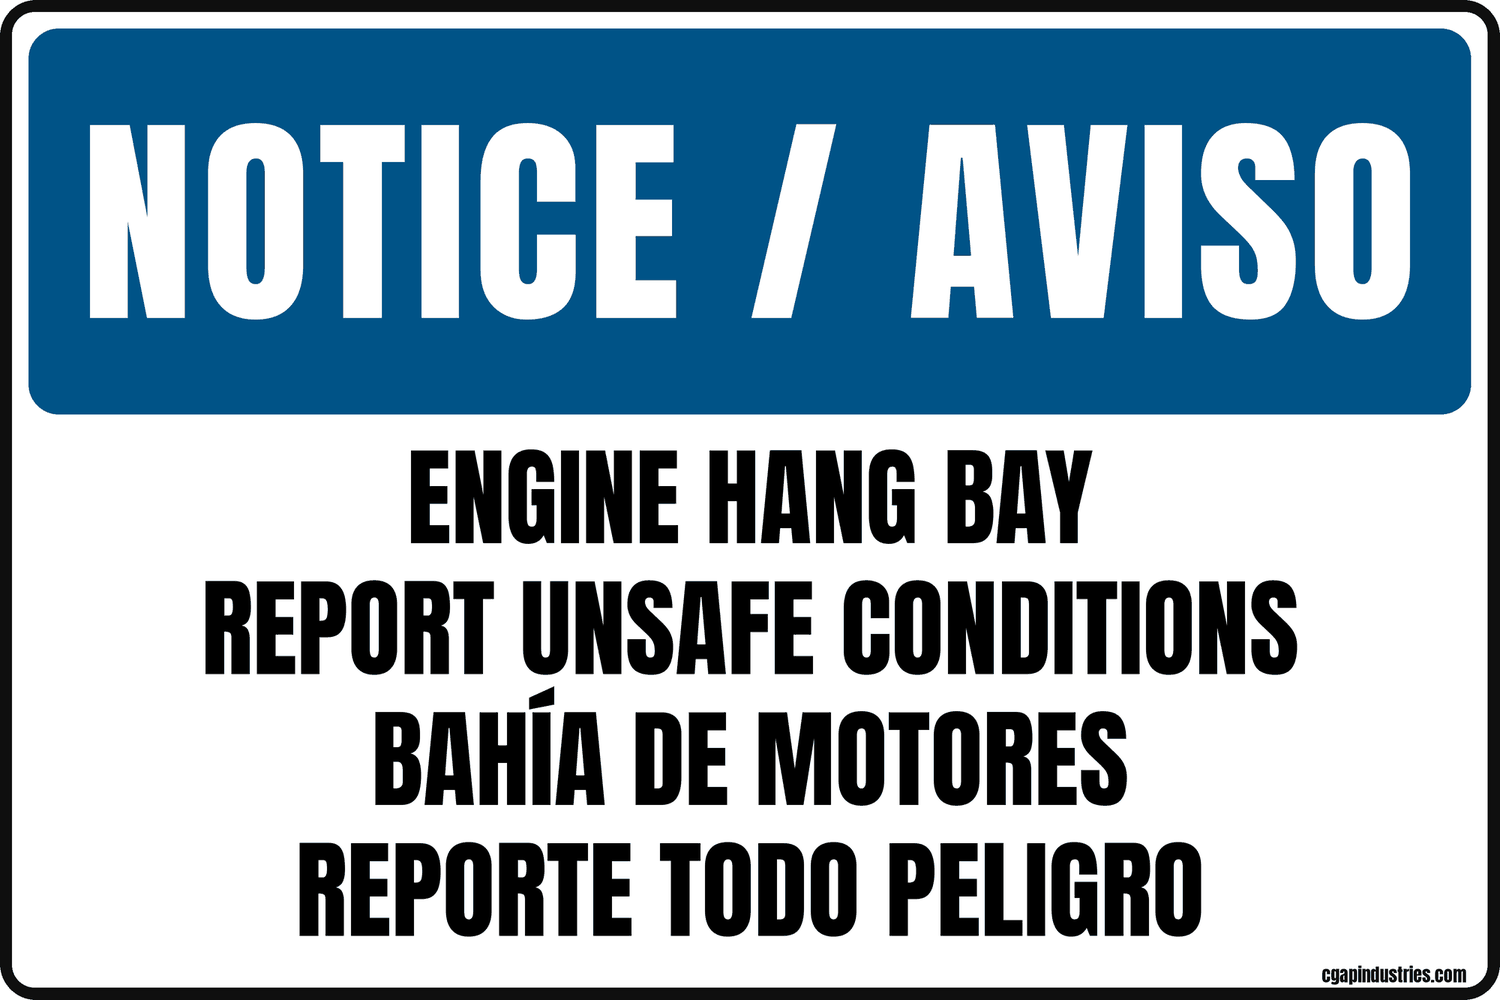 NOTICE / AVISO
ENGINE HANG BAY
REPORT UNSAFE CONDITIONS
BAHÍA DE MOTORES
REPORTE TODO PELIGRO
cgapindustries.com